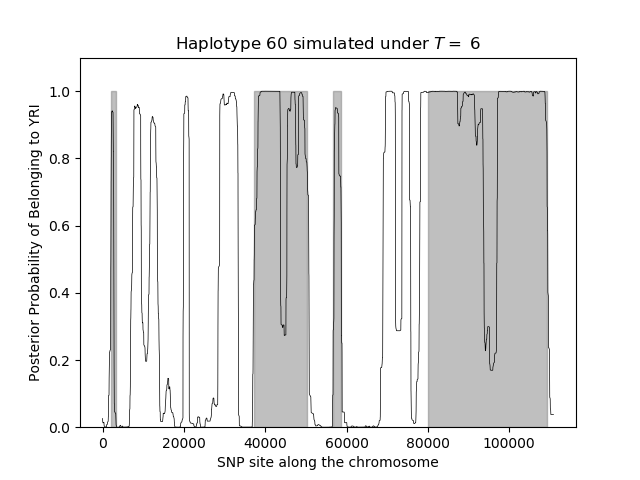 Haplotype 60 simulated under T = 6
Posterior Probability of Belonging to YRI
1.0
0.8
0.6
0.4
0.2
0.0
0 20000 40000 60000 80000 100000
SNP site along the chromosome